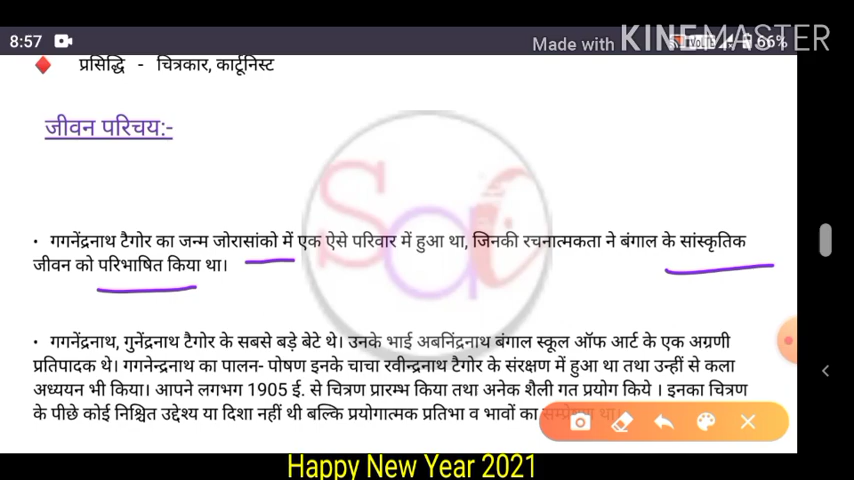 8:57
Made with KINEMASTER
66%
प्रसिद्धि - चित्रकार, कार्टूनिस्ट
जीवन परिचय:-
• गगनेंद्रनाथ टैगोर का जन्म जोरासांको में एक ऐसे परिवार में हुआ था, जिनकी रचनात्मकता ने बंगाल के सांस्कृतिक
जीवन को परिभाषित किया था।
• गगनेंद्रनाथ, गुनेंद्रनाथ टैगोर के सबसे बड़े बेटे थे। उनके भाई अबनिंद्रनाथ बंगाल स्कूल ऑफ आर्ट के एक अग्रणी
प्रतिपादक थे। गगनेन्द्रनाथ का पालन- पोषण इनके चाचा रवीन्द्रनाथ टैगोर के संरक्षण में हुआ था तथा उन्हीं से कला
अध्ययन भी किया। आपने लगभग 1905 ई. से चित्रण प्रारम्भ किया तथा अनेक शैली गत प्रयोग किये । इनका चित्रण
के पीछे कोई निश्चित उद्देश्य या दिशा नहीं थी बल्कि प्रयोगात्मक प्रतिभा व भावों का सम्प्रेषण था।
Happy New Year 2021